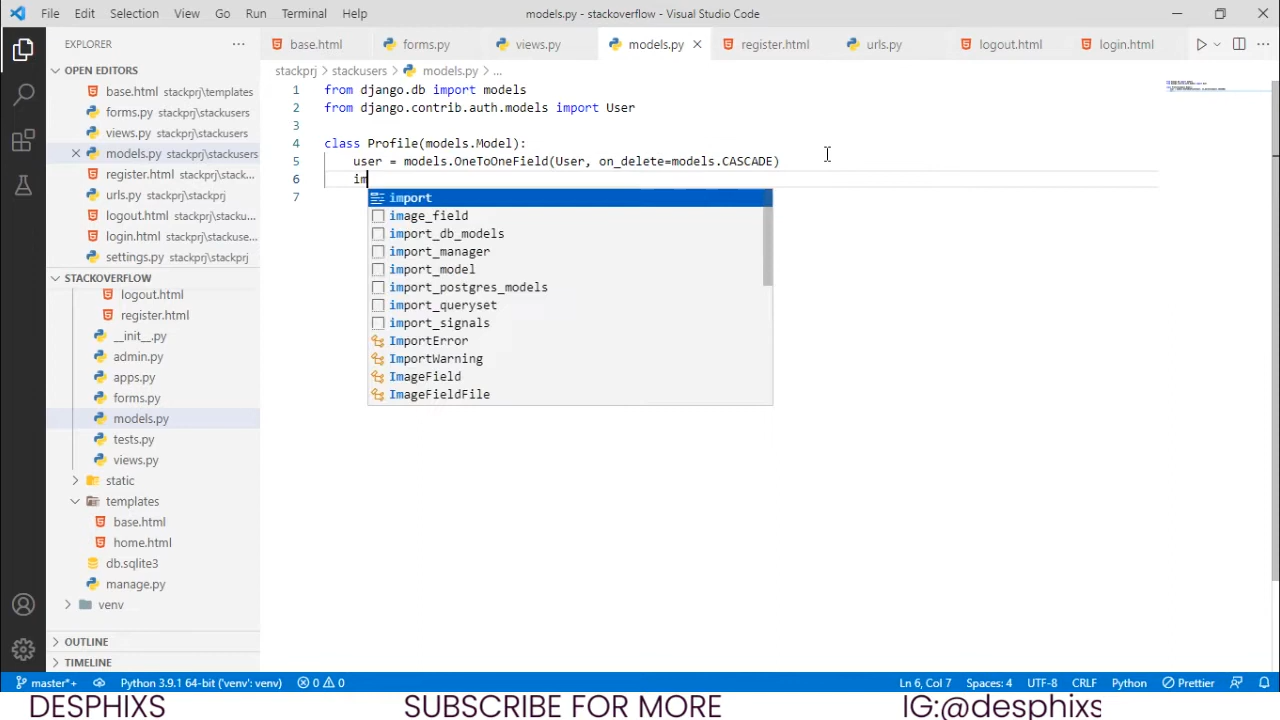 File Edit Selection View Go Run Terminal Help
models.py - stackoverflow - Visual Studio Code
EXPLORER
base.html forms.py views.py models.py register.html urls.py logout.html login.html
OPEN EDITORS
stackprj > stackusers > models.py > ...
base.html stackprj\templates
forms.py stackprj\stackusers
views.py stackprj\stackusers
models.py stackprj\stackusers
register.html stackprj\stacku...
urls.py stackprj\stackprj
logout.html stackprj\stackus...
login.html stackprj\stackuse...
settings.py stackprj\stackprj
STACKOVERFLOW
logout.html
register.html
__init__.py
admin.py
apps.py
forms.py
models.py
tests.py
views.py
static
templates
base.html
home.html
db.sqlite3
manage.py
venv
OUTLINE
TIMELINE
1 from django.db import models
2 from django.contrib.auth.models import User
3
4 class Profile(models.Model):
5 user = models.OneToOneField(User, on_delete=models.CASCADE)
6 im
7
import
image_field
import_db_models
import_manager
import_model
import_postgres_models
import_queryset
import_signals
ImportError
ImportWarning
ImageField
ImageFieldFile
master*+ Python 3.9.1 64-bit ('venv': venv) 0 0 Ln 6, Col 7 Spaces: 4 UTF-8 CRLF Python Prettier
DESPHIXS SUBSCRIBE FOR MORE IG:@desphixs